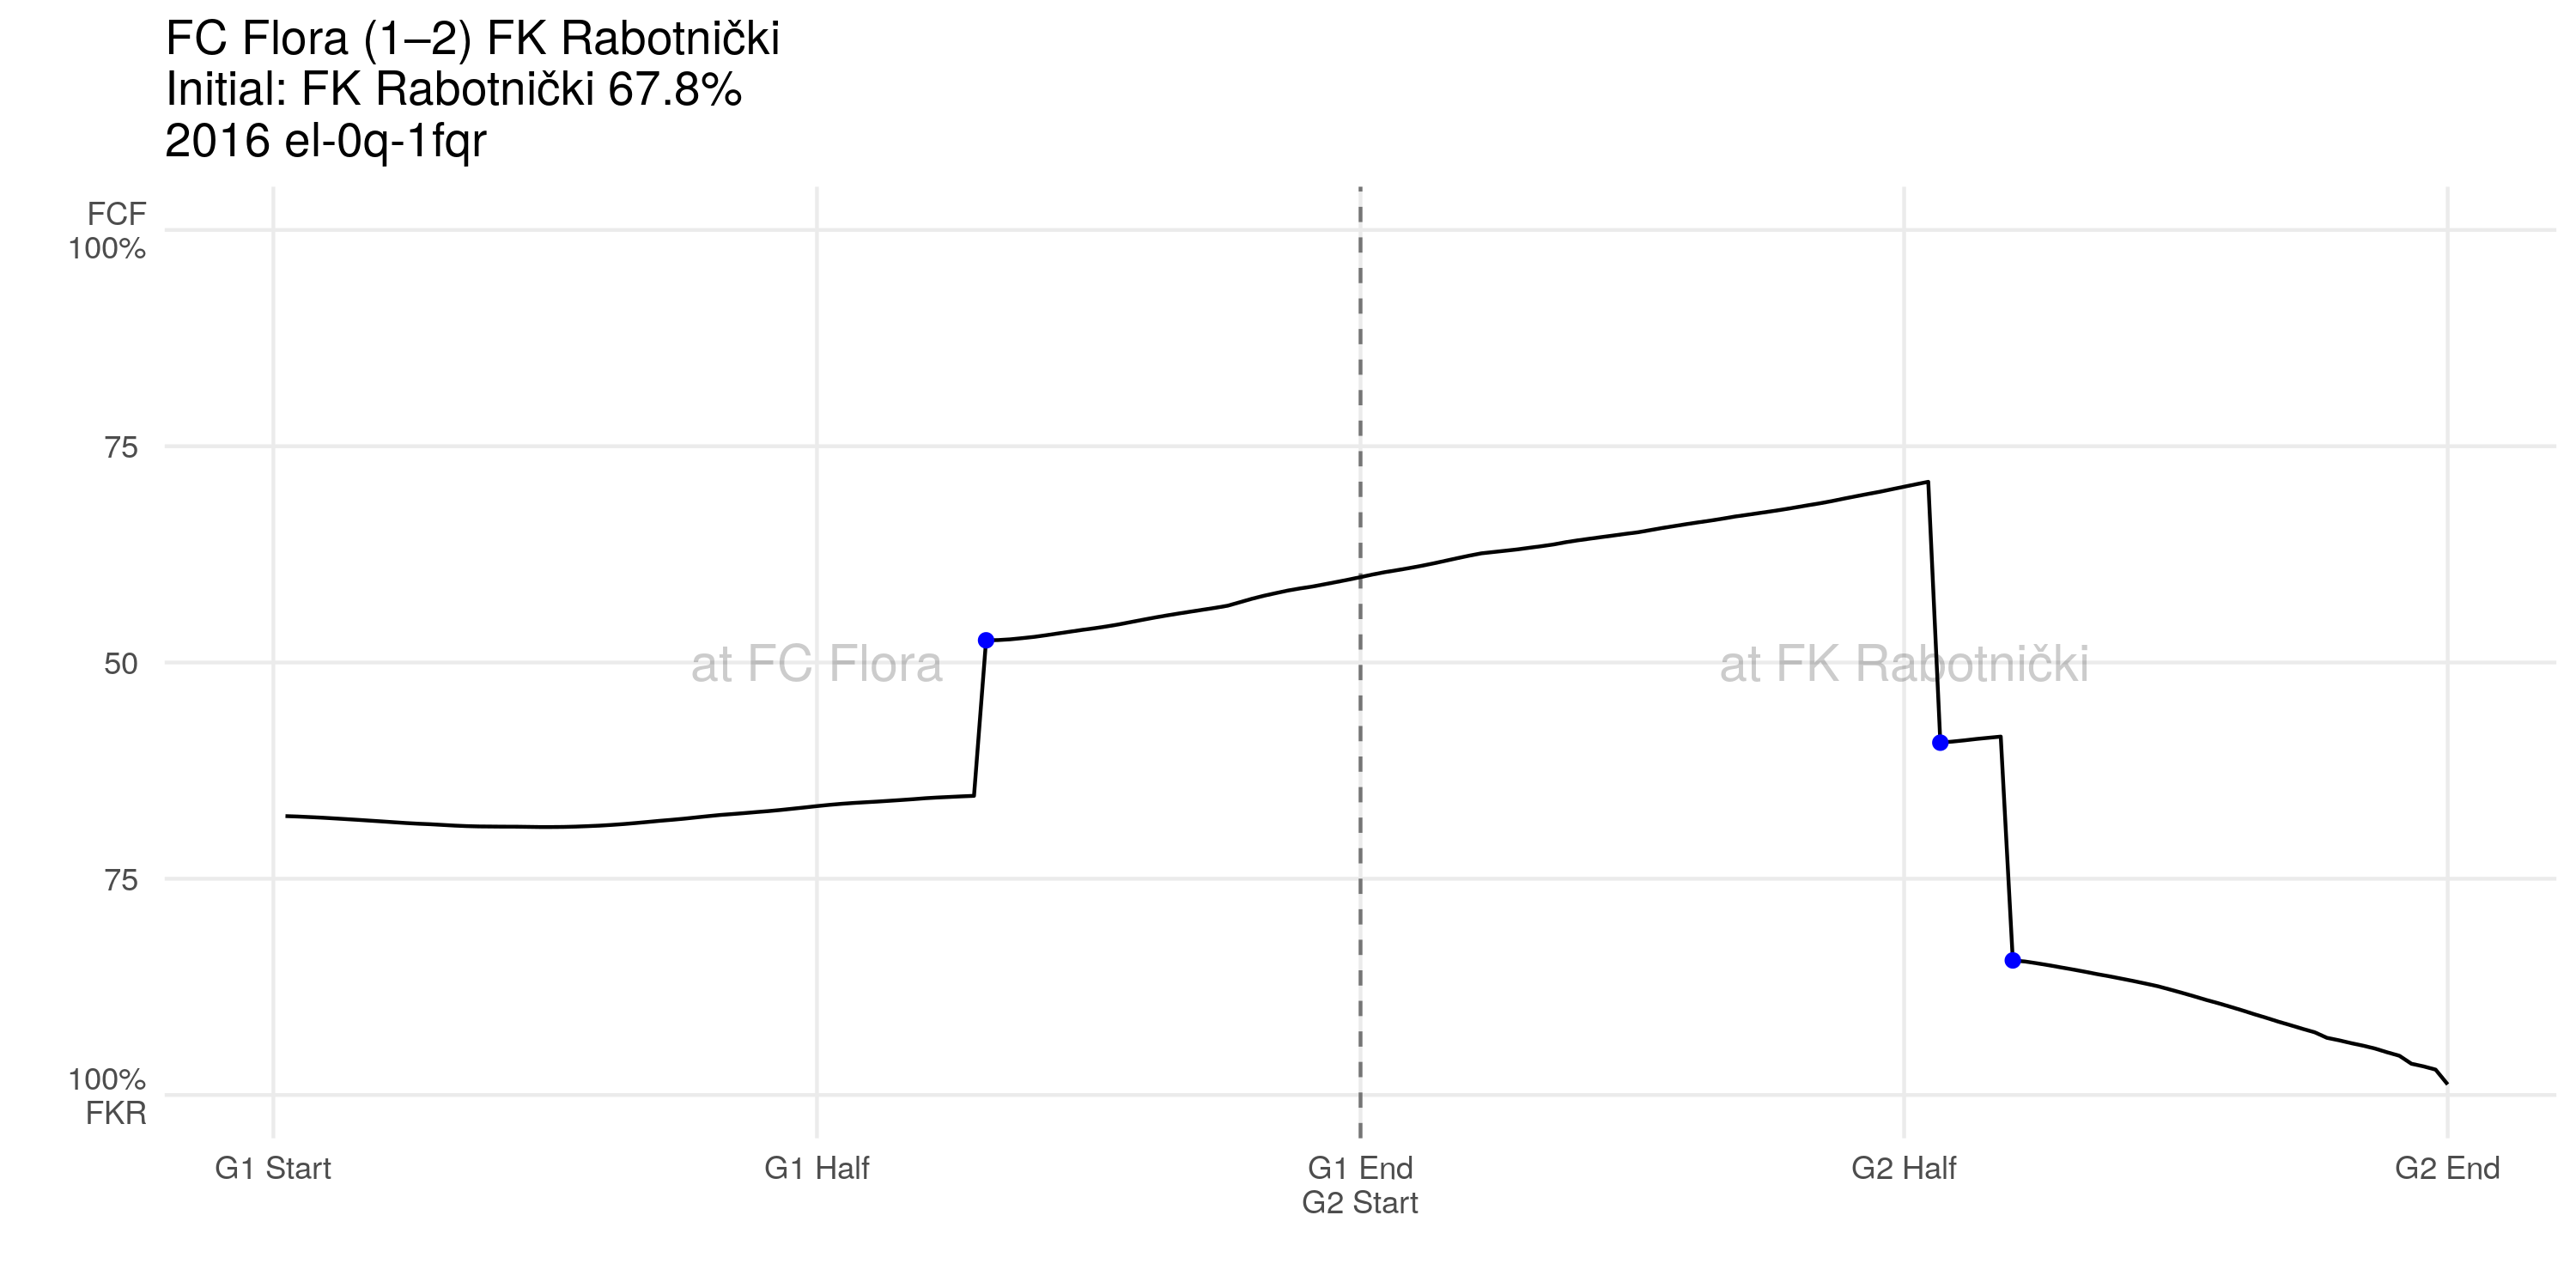 FC Flora (1–2) FK Rabotnički
Initial: FK Rabotnički 67.8%
2016 el-0q-1fqr
FCF
100%
75
50
75
100%
FKR
at FC Flora
at FK Rabotnički
G1 Start
G1 Half
G1 End
G2 Start
G2 Half
G2 End